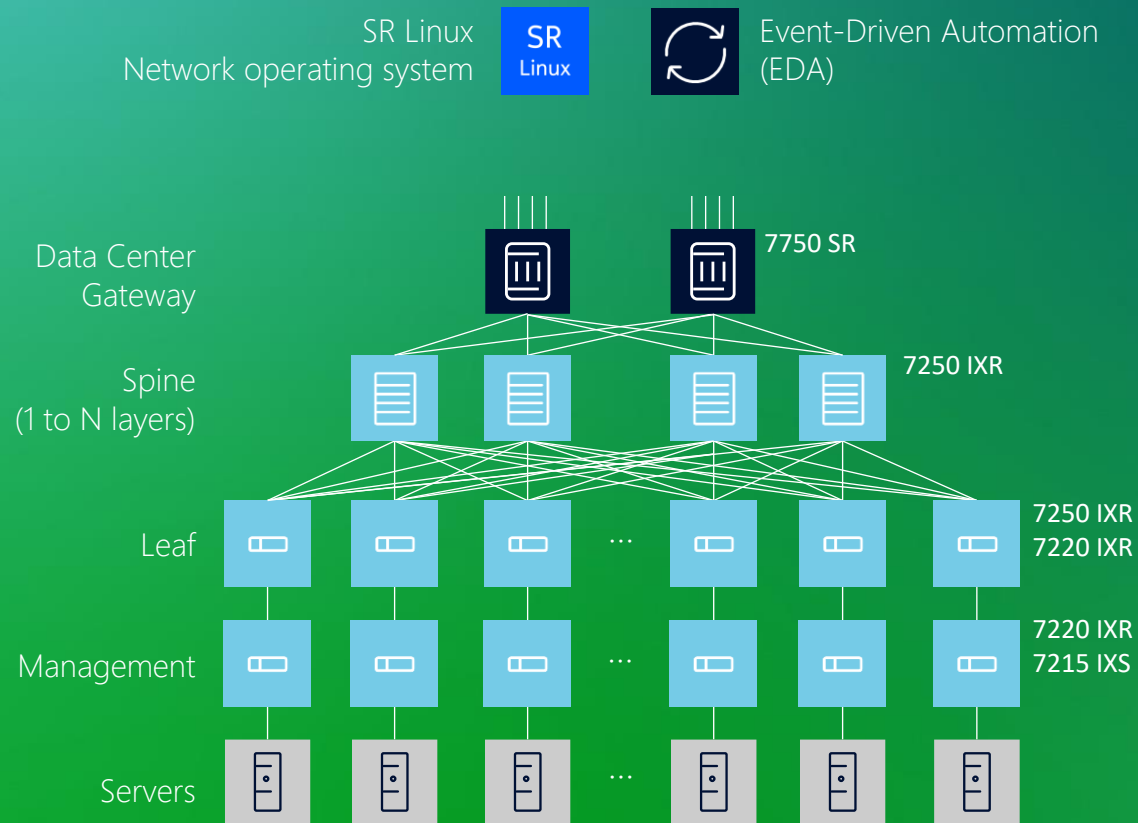 SR Linux
Network operating system
SR
Linux
Event-Driven Automation
(EDA)
Data Center
Gateway
7750 SR
Spine
(1 to N layers)
7250 IXR
Leaf
...
7250 IXR
7220 IXR
Management
...
7220 IXR
7215 IXS
Servers
...